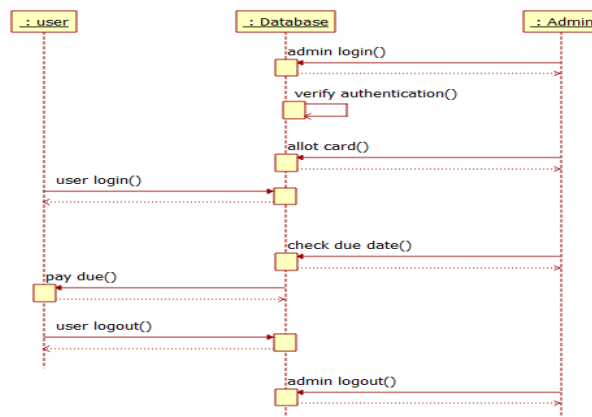 : user
: Database
: Admin
admin login()
verify authentication()
allot card()
user login()
check due date()
pay due()
user logout()
admin logout()